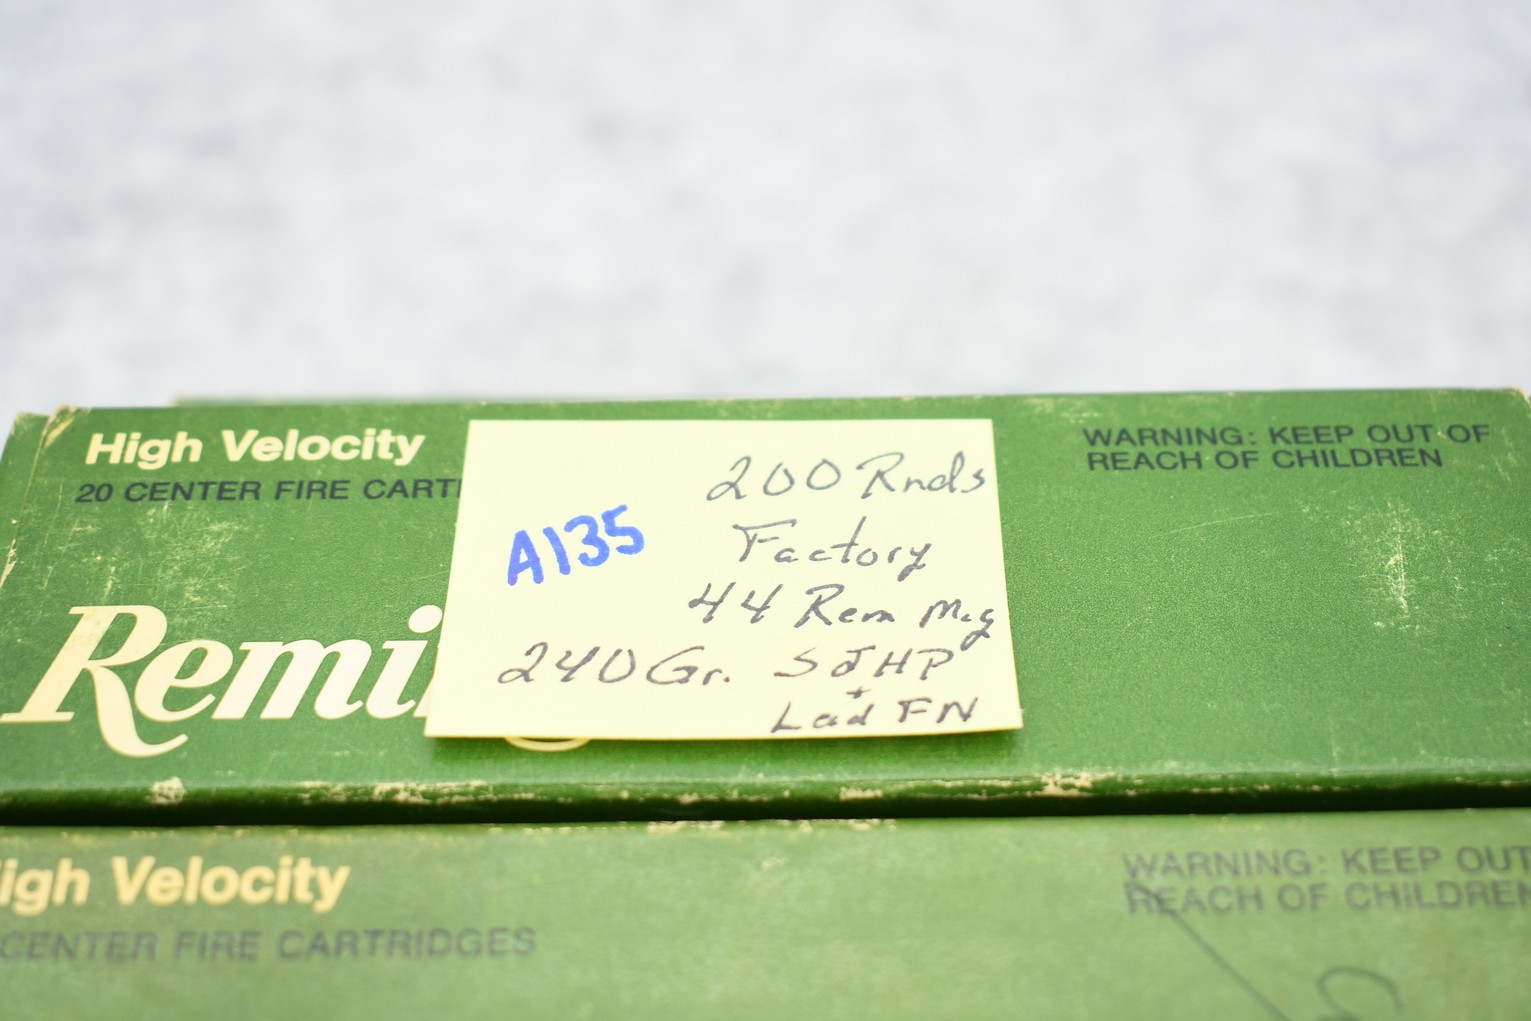 High Velocity
20 CENTER FIRE CARTI
Remi
WARNING: KEEP OUT OF
REACH OF CHILDREN
A135
200 Rnds
Factory
44 Rem Mag
240 Gr. SJHP
+
Lead FN
igh Velocity
CENTER FIRE CARTRIDGES
WARNING: KEEP OUT
REACH OF CHILDREN